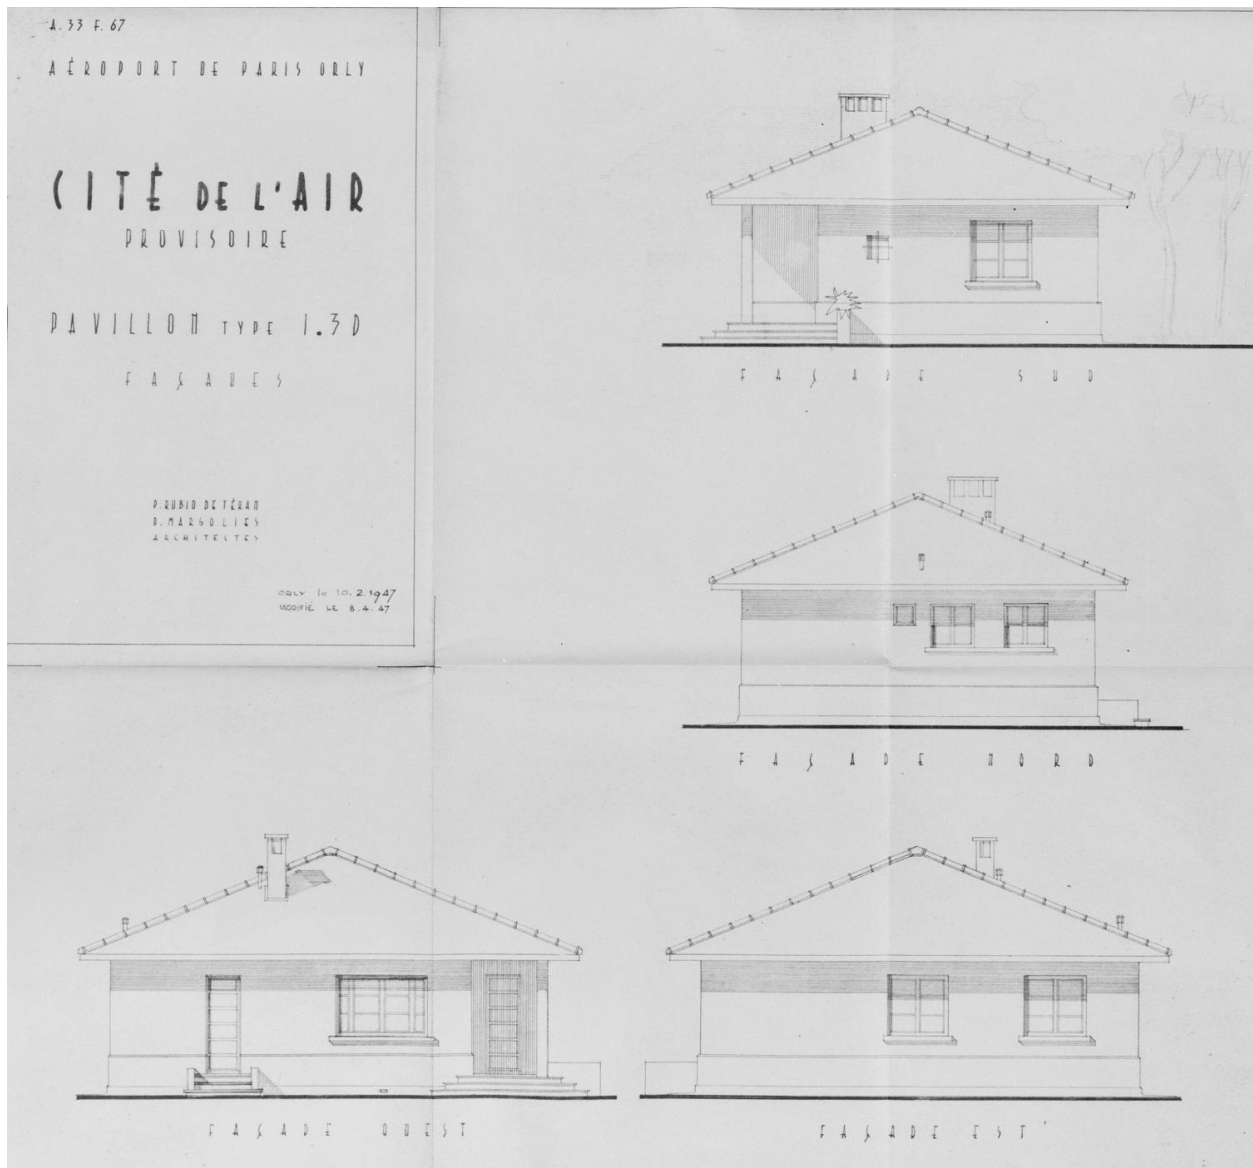 A.33 F.67
AÉROPORT DE PARIS ORLY
CITÉ DE L'AIR
PROVISOIRE
PAVILLON TYPE 1.3D
FAÇADES
P. RUBIO DE TÉRAN
D. MARGOLIES
ARCHITECTES
ORLY le 10.2.1947
MODIFIÉ LE 8.4.47
FAÇADE SUD
FAÇADE NORD
FAÇADE OUEST
FAÇADE EST